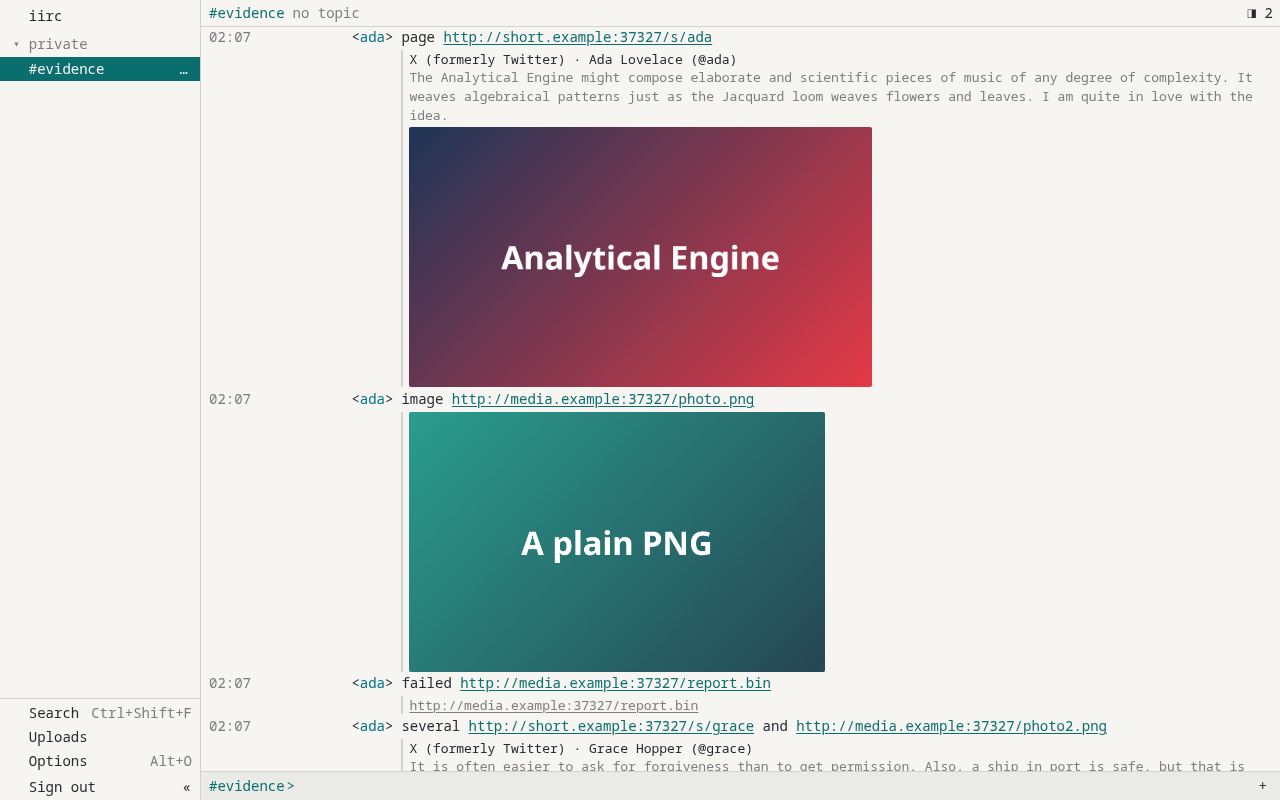 iirc
▾ private
#evidence …
Search Ctrl+Shift+F
Uploads
Options Alt+O
Sign out «
#evidence no topic ◨ 2
02:07 <ada> page http://short.example:37327/s/ada
X (formerly Twitter) · Ada Lovelace (@ada)
The Analytical Engine might compose elaborate and scientific pieces of music of any degree of complexity. It
weaves algebraical patterns just as the Jacquard loom weaves flowers and leaves. I am quite in love with the
idea.
Analytical Engine
02:07 <ada> image http://media.example:37327/photo.png
A plain PNG
02:07 <ada> failed http://media.example:37327/report.bin
http://media.example:37327/report.bin
02:07 <ada> several http://short.example:37327/s/grace and http://media.example:37327/photo2.png
X (formerly Twitter) · Grace Hopper (@grace)
It is often easier to ask for forgiveness than to get permission. Also, a ship in port is safe, but that is
#evidence> +